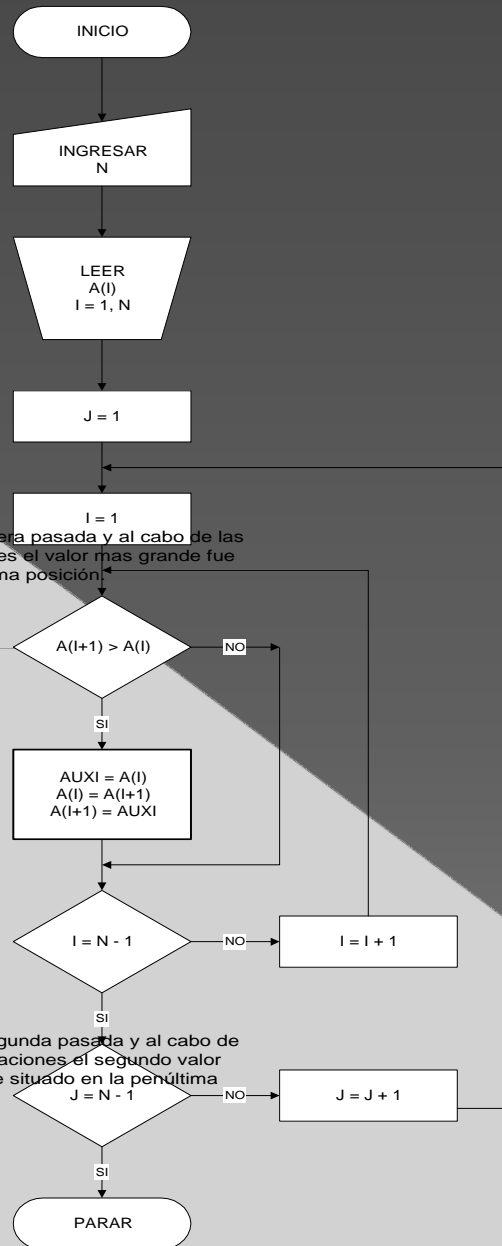 INICIO
INGRESAR
N
LEER
A(I)
I = 1, N
J = 1
I = 1
era pasada y al cabo de las
es el valor mas grande fue
ma posición.
A(I+1) > A(I)
NO
SI
AUXI = A(I)
A(I) = A(I+1)
A(I+1) = AUXI
I = N - 1
NO
I = I + 1
SI
gunda pasada y al cabo de
aciones el segundo valor
e situado en la penúltima
J = N - 1
NO
J = J + 1
SI
PARAR